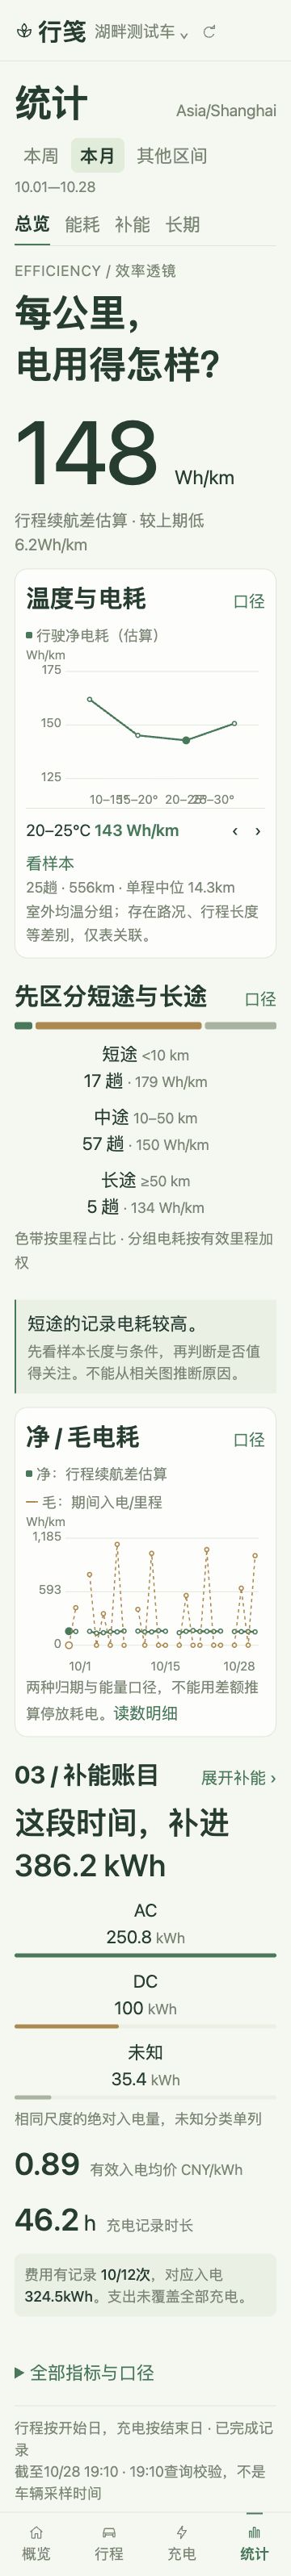 行笺 湖畔测试车
统计 Asia/Shanghai
本周 本月 其他区间
10.01—10.28
总览 能耗 补能 长期
EFFICIENCY / 效率透镜
每公里，
电用得怎样?
148 Wh/km
行程续航差估算 · 较上期低
6.2Wh/km
温度与电耗 口径
行驶净电耗（估算）
Wh/km
175
150
125
10–15° 15–20° 20–25° 25–30°
20–25°C 143 Wh/km ‹ ›
看样本
25趟 · 556km · 单程中位 14.3km
室外均温分组；存在路况、行程长度
等差别，仅表关联。
先区分短途与长途 口径
短途 <10 km
17 趟 · 179 Wh/km
中途 10–50 km
57 趟 · 150 Wh/km
长途 ≥50 km
5 趟 · 134 Wh/km
色带按里程占比 · 分组电耗按有效里程加
权
短途的记录电耗较高。
先看样本长度与条件，再判断是否值
得关注。不能从相关图推断原因。
净 / 毛电耗 口径
净：行程续航差估算
毛：期间入电/里程
Wh/km
1,185
593
0
10/1 10/15 10/28
两种归期与能量口径，不能用差额推
算停放耗电。读数明细
03 / 补能账目 展开补能 ›
这段时间，补进
386.2 kWh
AC
250.8 kWh
DC
100 kWh
未知
35.4 kWh
相同尺度的绝对入电量，未知分类单列
0.89 有效入电均价 CNY/kWh
46.2 h 充电记录时长
费用有记录 10/12次，对应入电
324.5kWh。支出未覆盖全部充电。
▶ 全部指标与口径
行程按开始日，充电按结束日 · 已完成记
录
截至10/28 19:10 · 19:10查询校验，不是
车辆采样时间
概览 行程 充电 统计